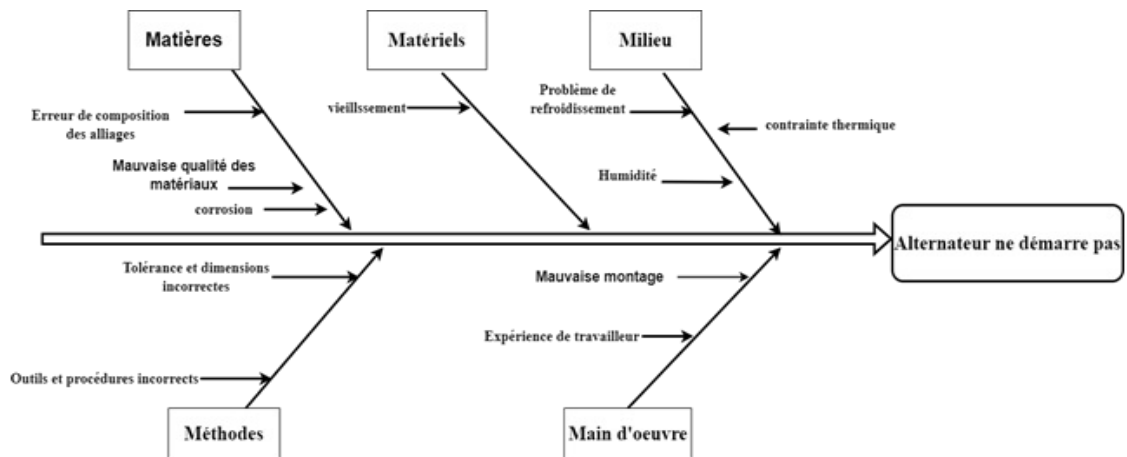 Matières
Matériels
Milieu
Erreur de composition
des alliages
Mauvaise qualité des
matériaux
corrosion
vieillssement
Problème de
refroidissement
contrainte thermique
Humidité
Alternateur ne démarre pas
Tolérance et dimensions
incorrectes
Outils et procédures incorrects
Mauvaise montage
Expérience de travailleur
Méthodes
Main d'oeuvre